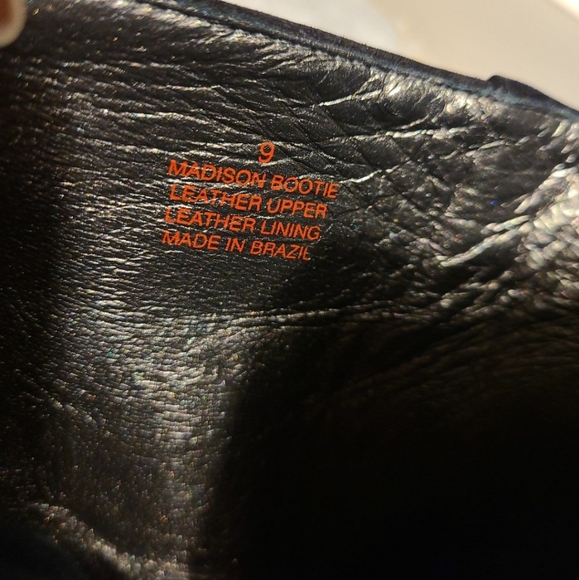 9
MADISON BOOTIE
LEATHER UPPER
LEATHER LINING
MADE IN BRAZIL